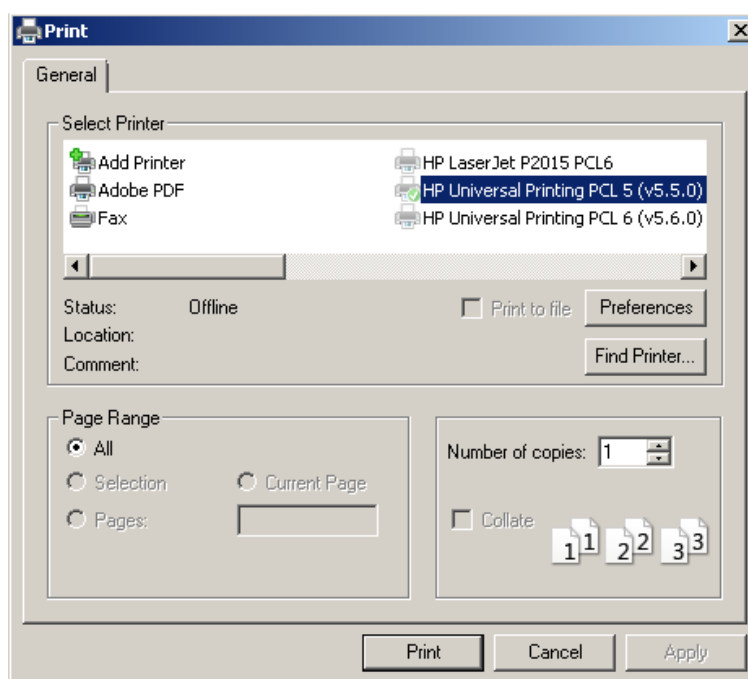 Print
General
Select Printer
Add Printer
Adobe PDF
Fax
HP LaserJet P2015 PCL6
HP Universal Printing PCL 5 (v5.5.0)
HP Universal Printing PCL 6 (v5.6.0)
Status: Offline
Location:
Comment:
Print to file
Preferences
Find Printer...
Page Range
All
Selection
Current Page
Pages:
Number of copies: 1
Collate
1 1 2 2 3 3
Print Cancel Apply